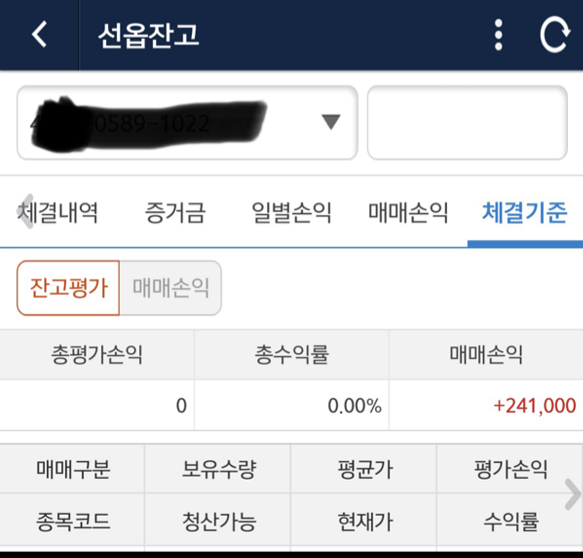 선옵잔고
체결내역 증거금 일별손익 매매손익 체결기준
잔고평가 매매손익
총평가손익 총수익률 매매손익
0 0.00% +241,000
매매구분 보유수량 평균가 평가손익
종목코드 청산가능 현재가 수익률